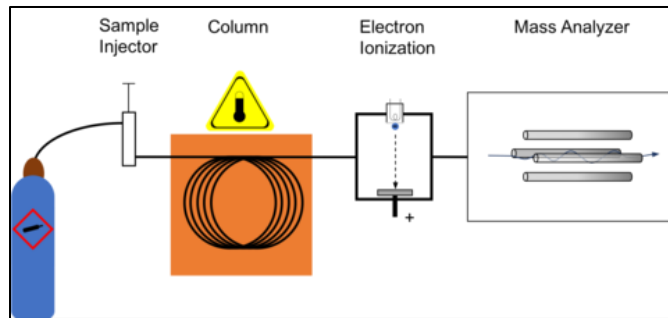 Sample
Injector
Column
Electron
Ionization
Mass Analyzer
+